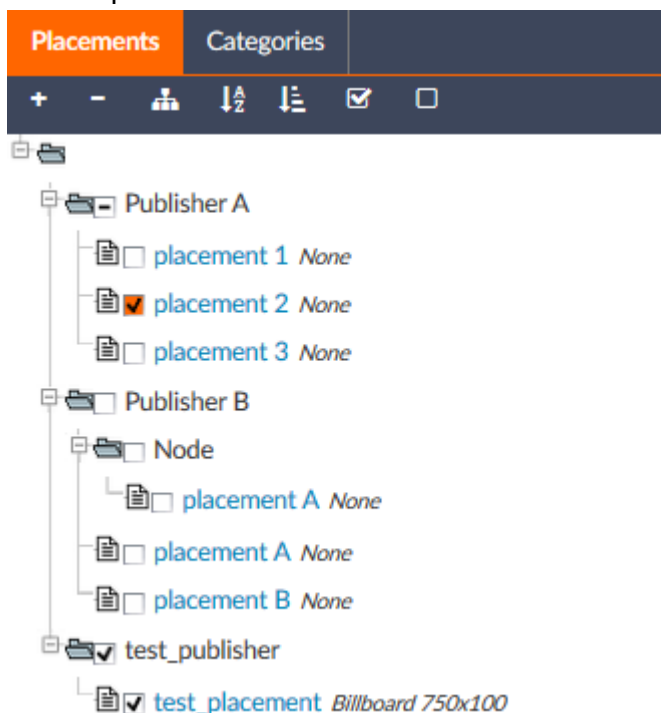 Placements Categories
Publisher A
placement 1 None
placement 2 None
placement 3 None
Publisher B
Node
placement A None
placement A None
placement B None
test_publisher
test_placement Billboard 750x100